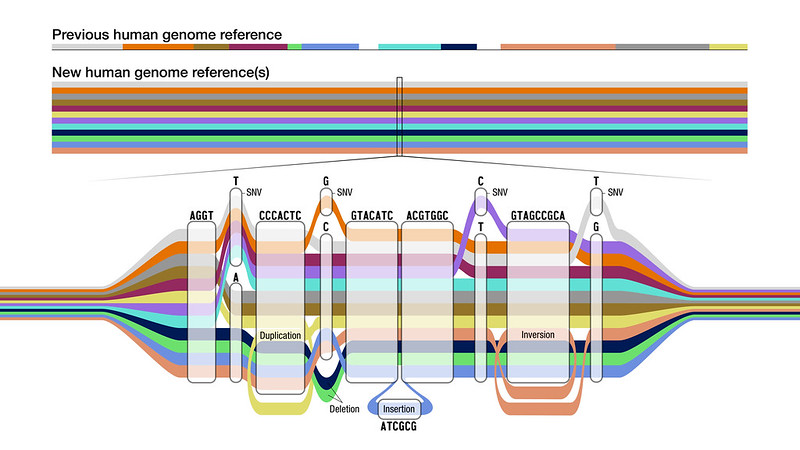 Previous human genome reference
New human genome reference(s)
T
SNV
G
SNV
C
SNV
T
SNV
AGGT
CCCACTC
C
GTACATC
ACGTGGC
T
GTAGCCGCA
G
A
Duplication
Inversion
Deletion
Insertion
ATCGCG